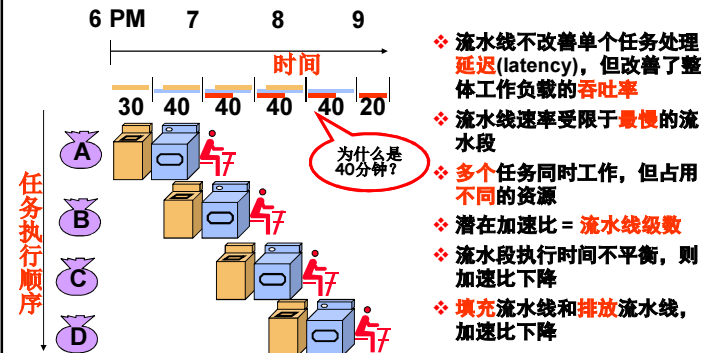 6 PM 7 8 9
时间
30 40 40 40 40 20
为什么是
40分钟？
任务执行顺序
A
B
C
D
❖ 流水线不改善单个任务处理
延迟(latency)，但改善了整
体工作负载的吞吐率
❖ 流水线速率受限于最慢的流
水段
❖ 多个任务同时工作，但占用
不同的资源
❖ 潜在加速比 = 流水线级数
❖ 流水段执行时间不平衡，则
加速比下降
❖ 填充流水线和排放流水线，
加速比下降